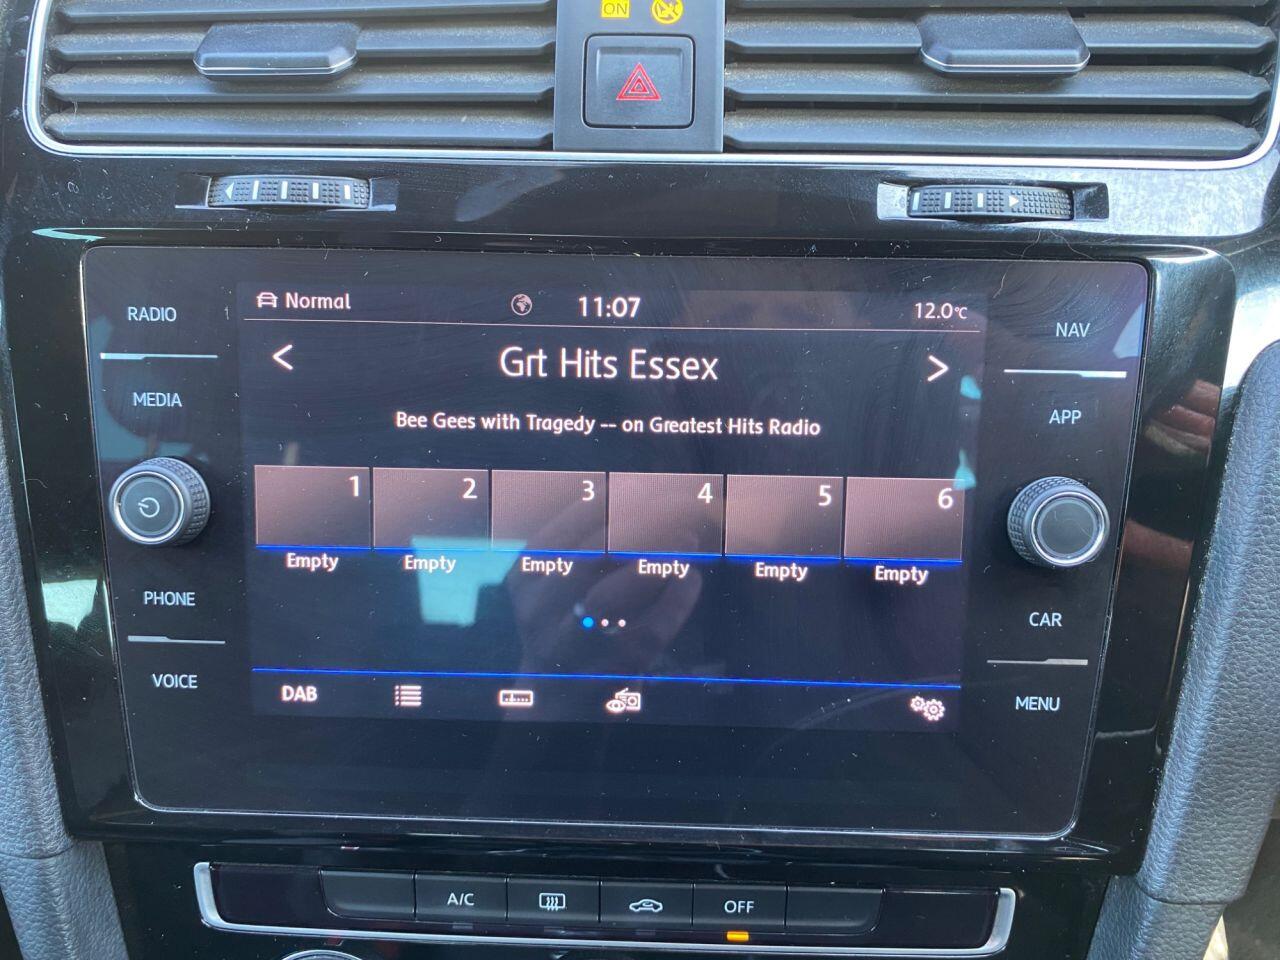 ON
RADIO
Normal
11:07
12.0°C
NAV
Grt Hits Essex
MEDIA
APP
Bee Gees with Tragedy -- on Greatest Hits Radio
1 2 3 4 5 6
Empty Empty Empty Empty Empty Empty
PHONE
CAR
VOICE
DAB
MENU
A/C
OFF